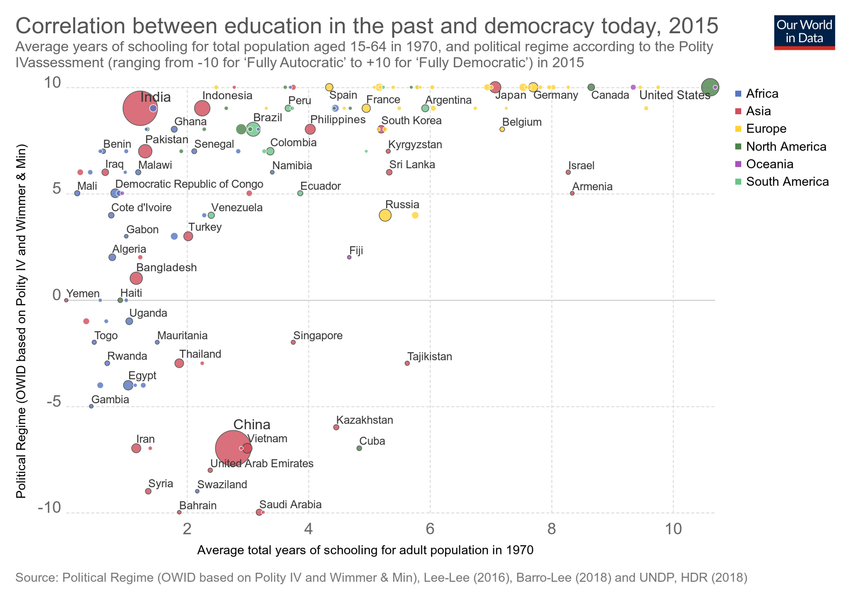 Correlation between education in the past and democracy today, 2015
Average years of schooling for total population aged 15-64 in 1970, and political regime according to the Polity
IVassessment (ranging from -10 for ‘Fully Autocratic’ to +10 for ‘Fully Democratic’) in 2015
Our World
in Data
Political Regime (OWID based on Polity IV and Wimmer & Min)
10
5
0
-5
-10
India
Indonesia
Spain
Japan
Germany
Canada
United States
Peru
France
Argentina
Ghana
Brazil
Philippines
Belgium
Benin
Pakistan
Senegal
Colombia
Kyrgyzstan
Iraq
Malawi
Namibia
Sri Lanka
Israel
Mali
Democratic Republic of Congo
Ecuador
Armenia
Cote d'Ivoire
Venezuela
Russia
Gabon
Turkey
Algeria
Fiji
Bangladesh
Yemen
Haiti
Uganda
Togo
Mauritania
Singapore
Rwanda
Thailand
Tajikistan
Egypt
Gambia
China
Kazakhstan
Iran
Vietnam
Cuba
United Arab Emirates
Syria
Swaziland
Bahrain
Saudi Arabia
2
4
6
8
10
Average total years of schooling for adult population in 1970
Africa
Asia
Europe
North America
Oceania
South America
Source: Political Regime (OWID based on Polity IV and Wimmer & Min), Lee-Lee (2016), Barro-Lee (2018) and UNDP, HDR (2018)